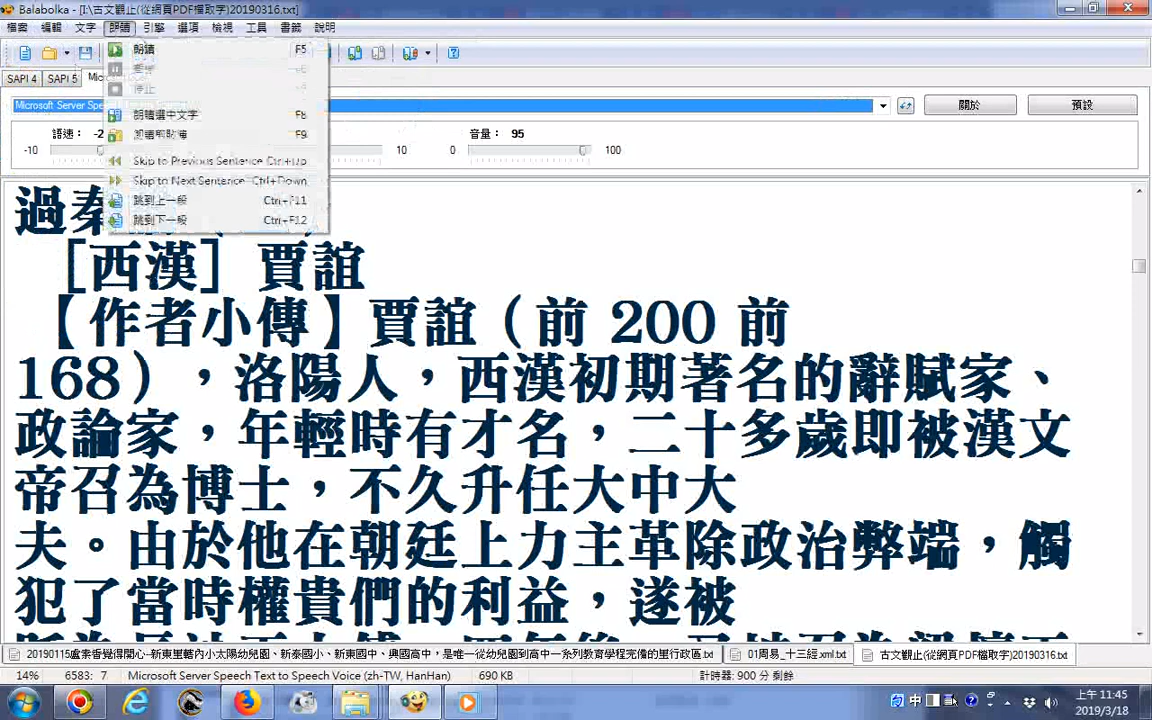 Balabolka - [I:\古文觀止(從網頁PDF檔取字)20190316.txt]
檔案 編輯 文字 朗讀 引擎 選項 檢視 工具 書籤 說明
朗讀 F5
暫停 F6
停止 F7
SAPI 4 SAPI 5
Microsoft Server Spe
關於 預設
朗讀選中文字 F8
朗讀剪貼簿 F9
語速： -2
音量： 95
-10 10 0 100
Skip to Previous Sentence Ctrl+Up
Skip to Next Sentence Ctrl+Down
跳到上一段 Ctrl+F11
跳到下一段 Ctrl+F12
過秦
［西漢］賈誼
【作者小傳】賈誼（前 200 前
168），洛陽人，西漢初期著名的辭賦家、
政論家，年輕時有才名，二十多歲即被漢文
帝召為博士，不久升任大中大
夫。由於他在朝廷上力主革除政治弊端，觸
犯了當時權貴們的利益，遂被
20190115盧素香覺得開心--新東里轄內小太陽幼兒園、新泰國小、新東國中、興國高中，是唯一從幼兒園到高中一系列教育學程完備的里行政區.txt
01周易_十三經.xml.txt
古文觀止(從網頁PDF檔取字)20190316.txt
14% 6583: 7 Microsoft Server Speech Text to Speech Voice (zh-TW, HanHan) 690 KB 計時器: 900 分 剩餘
中
上午 11:45
2019/3/18